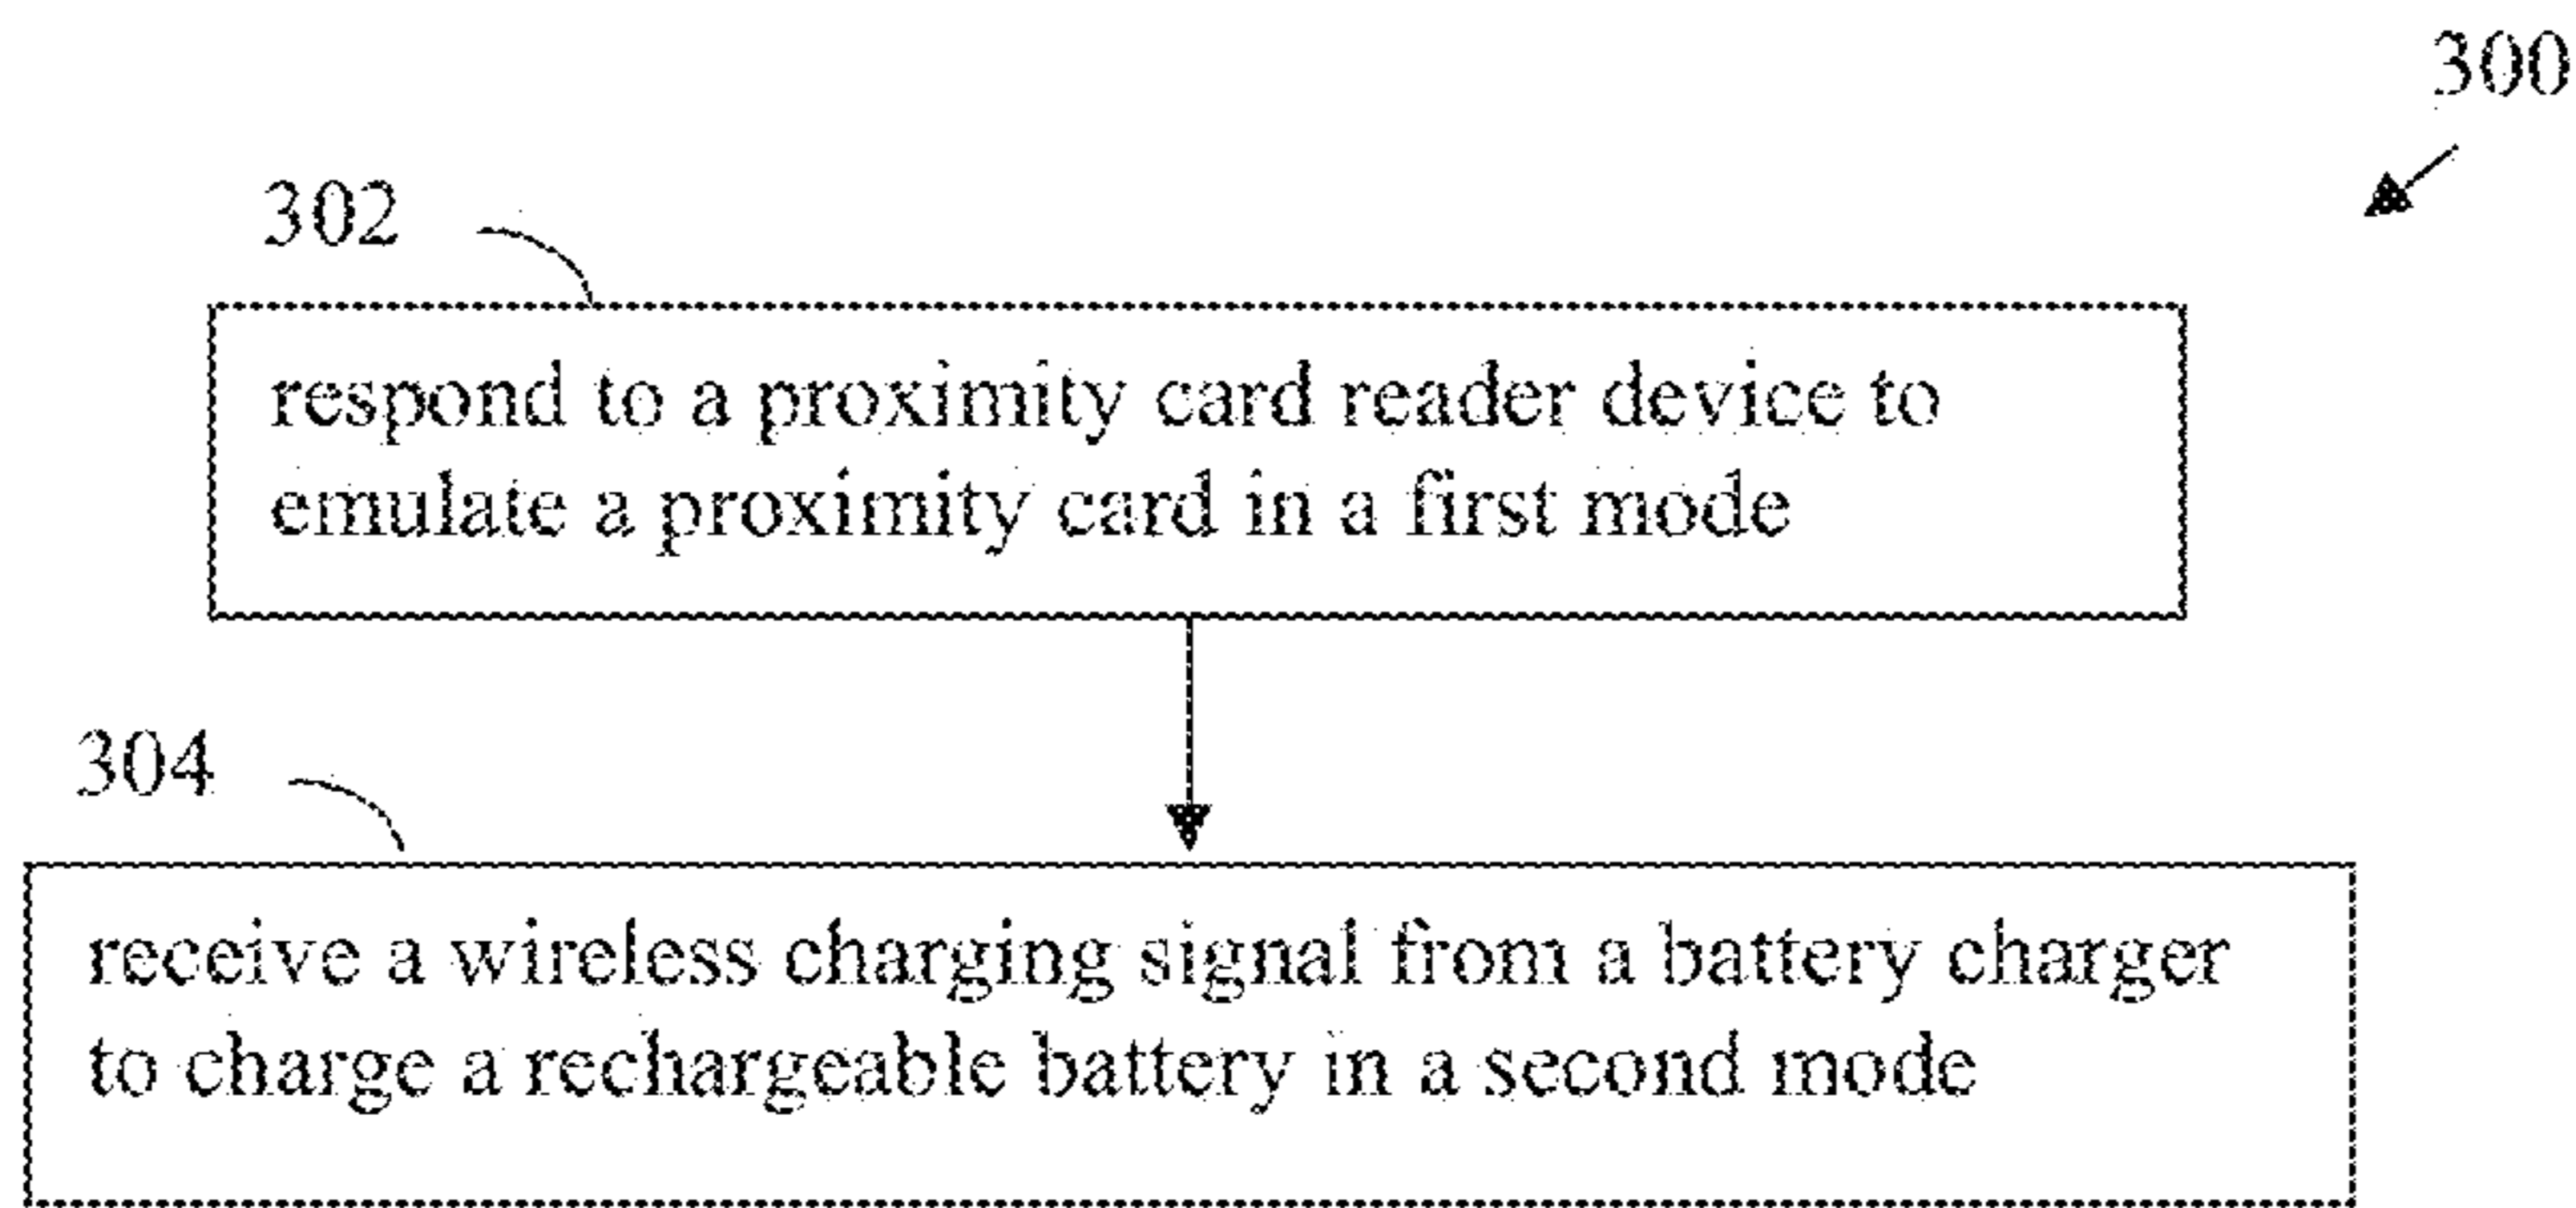 300
302
respond to a proximity card reader device to
emulate a proximity card in a first mode
304
receive a wireless charging signal from a battery charger
to charge a rechargeable battery in a second mode